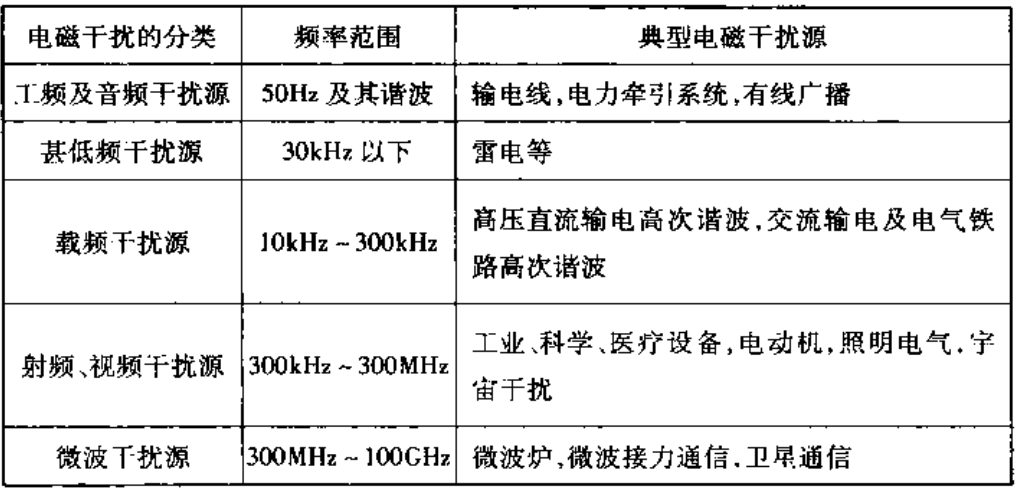 电磁干扰的分类 频率范围 典型电磁干扰源
工频及音频干扰源 50Hz 及其谐波 输电线,电力牵引系统,有线广播
甚低频干扰源 30kHz 以下 雷电等
载频干扰源 10kHz ~ 300kHz 高压直流输电高次谐波,交流输电及电气铁
路高次谐波
射频、视频干扰源 300kHz ~ 300MHz 工业、科学、医疗设备,电动机,照明电气,宇
宙干扰
微波干扰源 300MHz ~ 100GHz 微波炉,微波接力通信,卫星通信